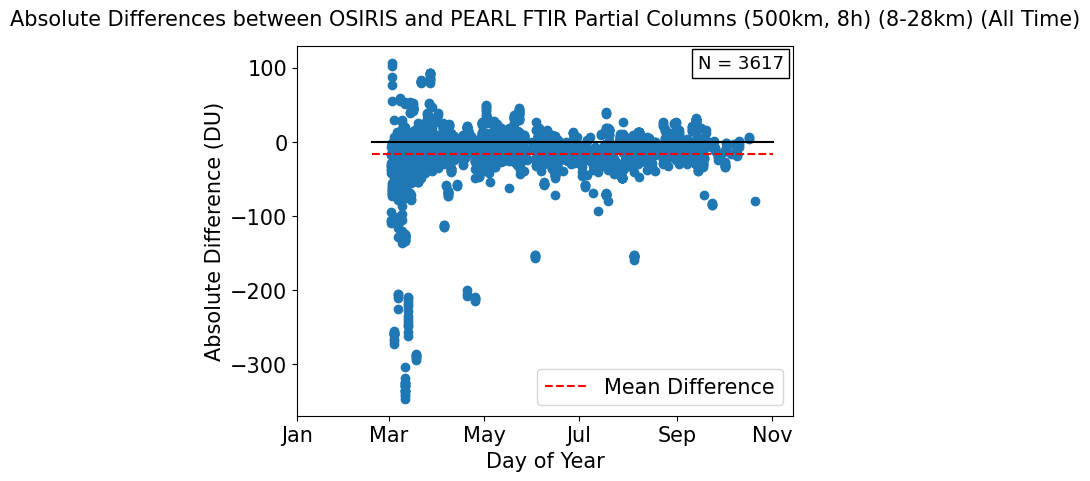 Absolute Differences between OSIRIS and PEARL FTIR Partial Columns (500km, 8h) (8-28km) (All Time)
N = 3617
100
0
−100
−200
−300
Absolute Difference (DU)
Mean Difference
Jan Mar May Jul Sep Nov
Day of Year